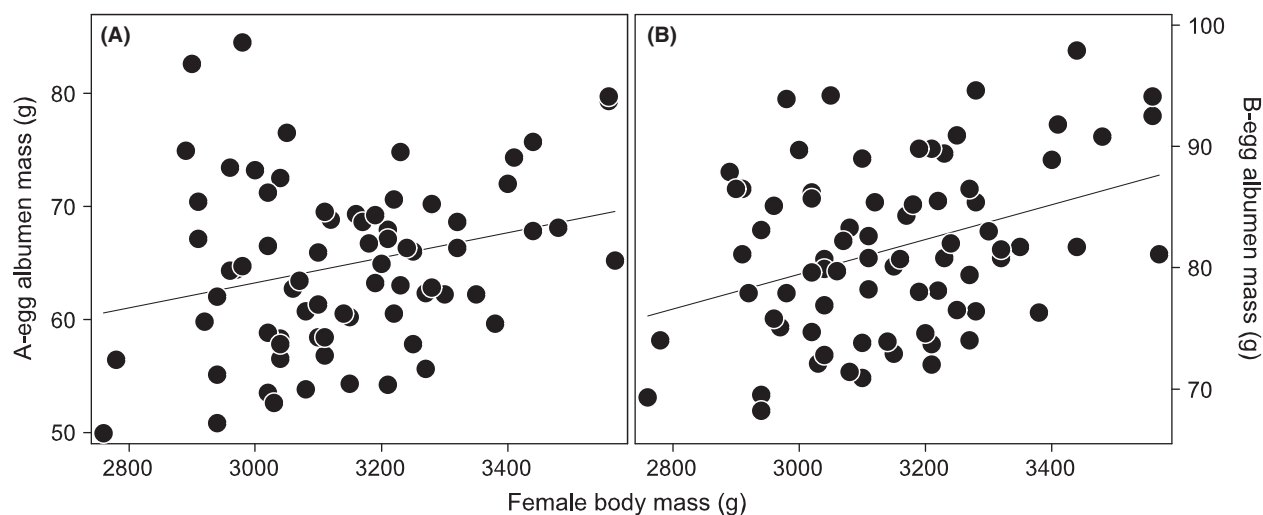 (A)
(B)
A-egg albumen mass (g)
80
70
60
50
100
90
80
70
B-egg albumen mass (g)
2800 3000 3200 3400 2800 3000 3200 3400
Female body mass (g)